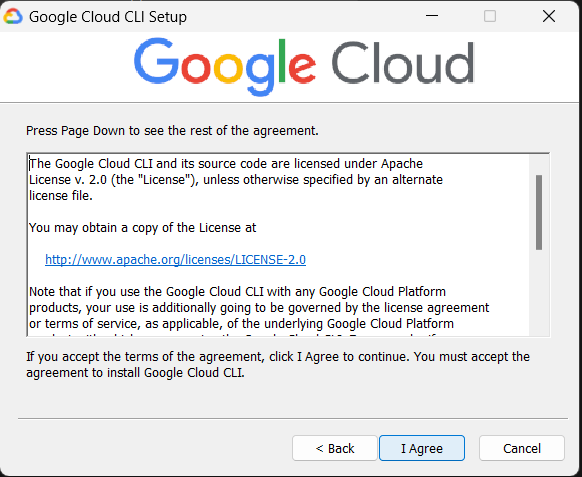 Google Cloud CLI Setup
Google Cloud
Press Page Down to see the rest of the agreement.
The Google Cloud CLI and its source code are licensed under Apache
License v. 2.0 (the "License"), unless otherwise specified by an alternate
license file.
You may obtain a copy of the License at
http://www.apache.org/licenses/LICENSE-2.0
Note that if you use the Google Cloud CLI with any Google Cloud Platform
products, your use is additionally going to be governed by the license agreement
or terms of service, as applicable, of the underlying Google Cloud Platform
If you accept the terms of the agreement, click I Agree to continue. You must accept the
agreement to install Google Cloud CLI.
< Back
I Agree
Cancel